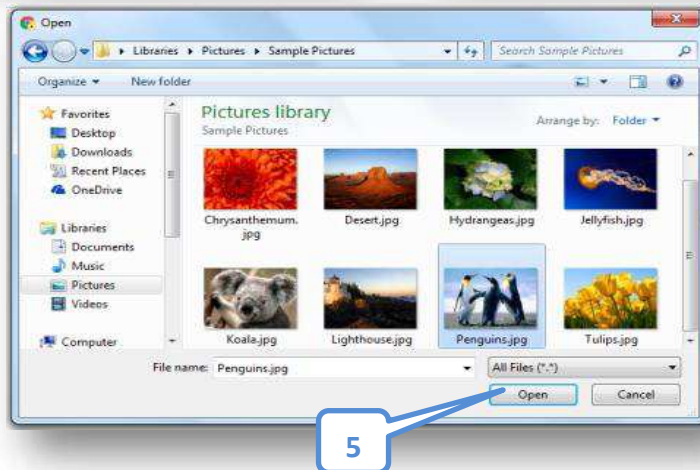 Open
Libraries Pictures Sample Pictures Search Sample Pictures
Organize New folder
Favorites
Desktop
Downloads
Recent Places
OneDrive
Libraries
Documents
Music
Pictures
Videos
Computer
Pictures library
Sample Pictures
Arrange by: Folder
Chrysanthemum.
jpg
Desert.jpg
Hydrangeas.jpg
Jellyfish.jpg
Koala.jpg
Lighthouse.jpg
Penguins.jpg
Tulips.jpg
File name: Penguins.jpg
All Files (*.*)
Open Cancel
5